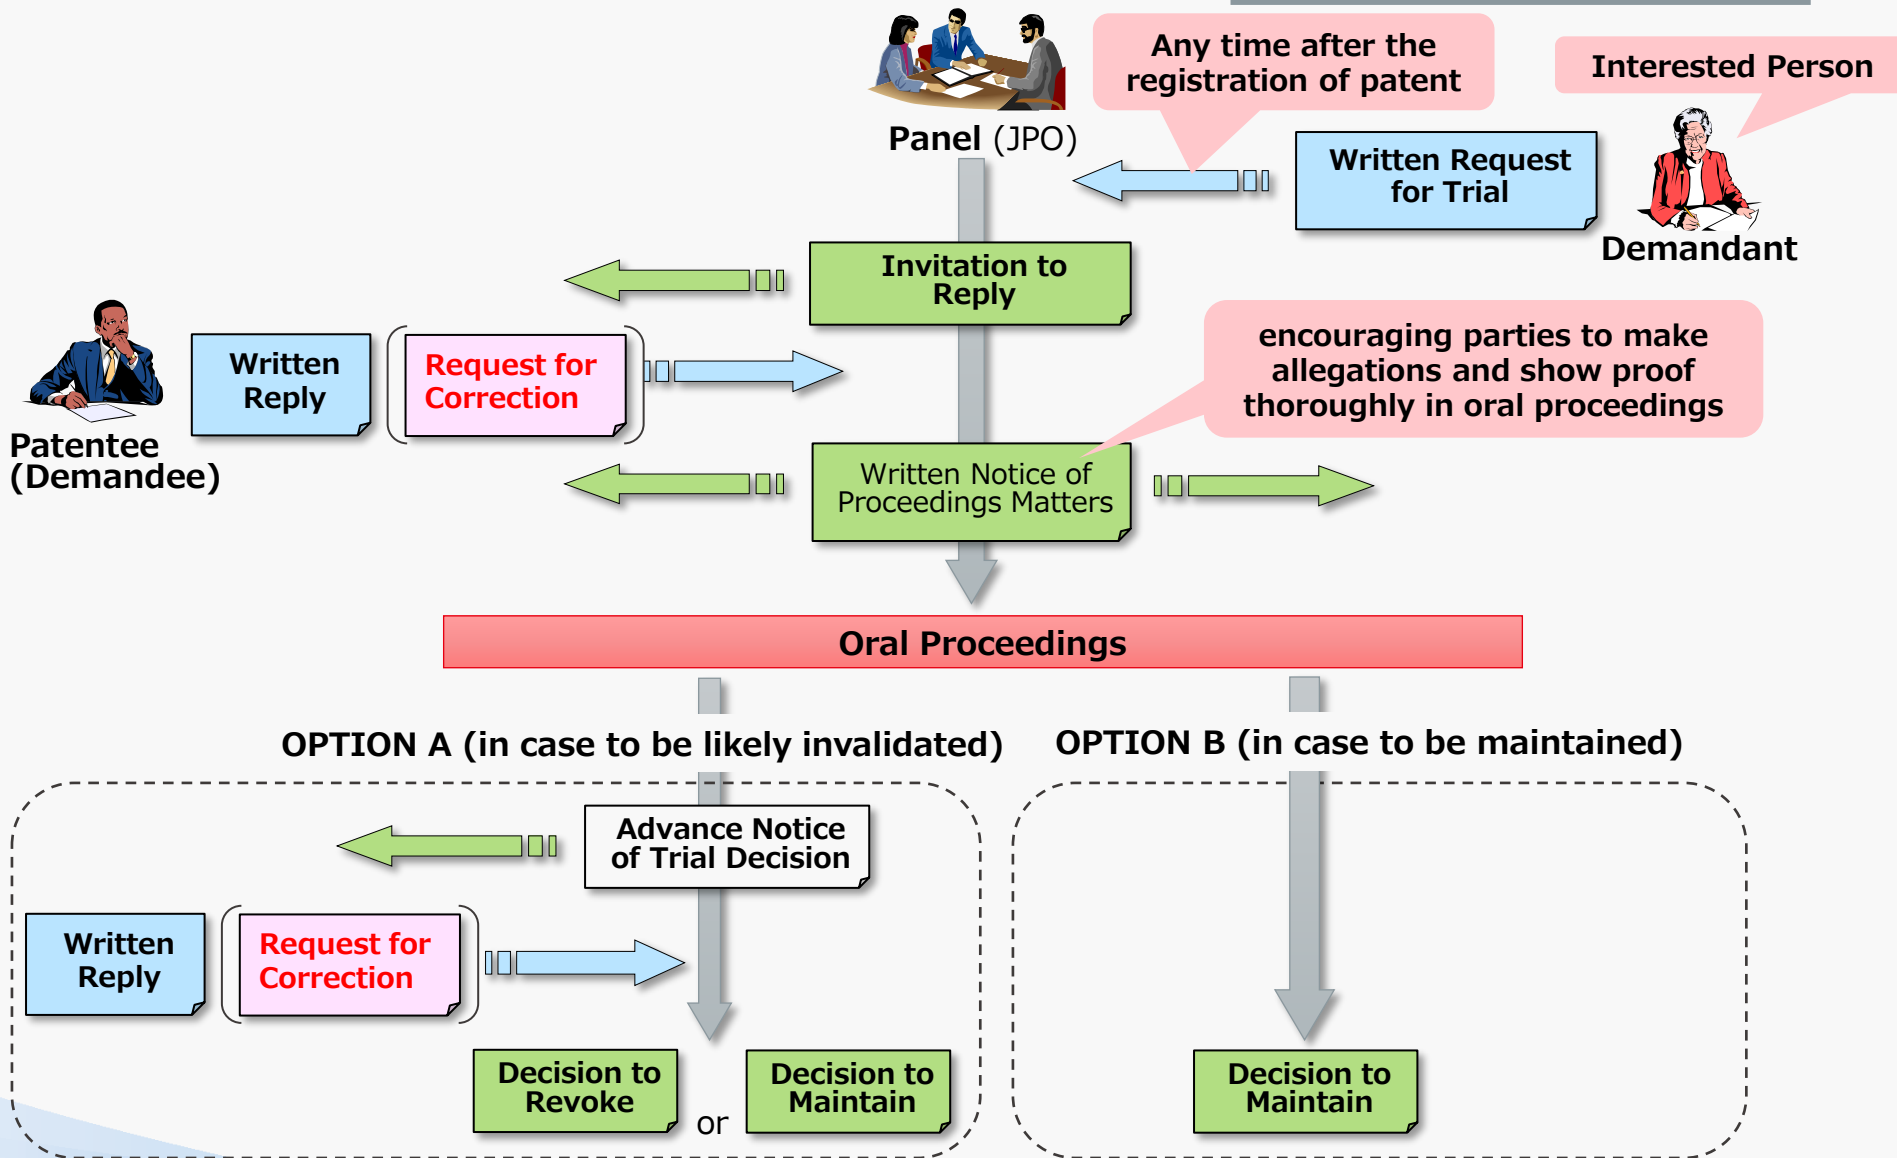 Any time after the
registration of patent
Interested Person
Panel (JPO)
Written Request
for Trial
Demandant
Invitation to
Reply
Written
Reply
Request for
Correction
encouraging parties to make
allegations and show proof
thoroughly in oral proceedings
Patentee
(Demandee)
Written Notice of
Proceedings Matters
Oral Proceedings
OPTION A (in case to be likely invalidated)
OPTION B (in case to be maintained)
Advance Notice
of Trial Decision
Written
Reply
Request for
Correction
Decision to
Revoke
or
Decision to
Maintain
Decision to
Maintain